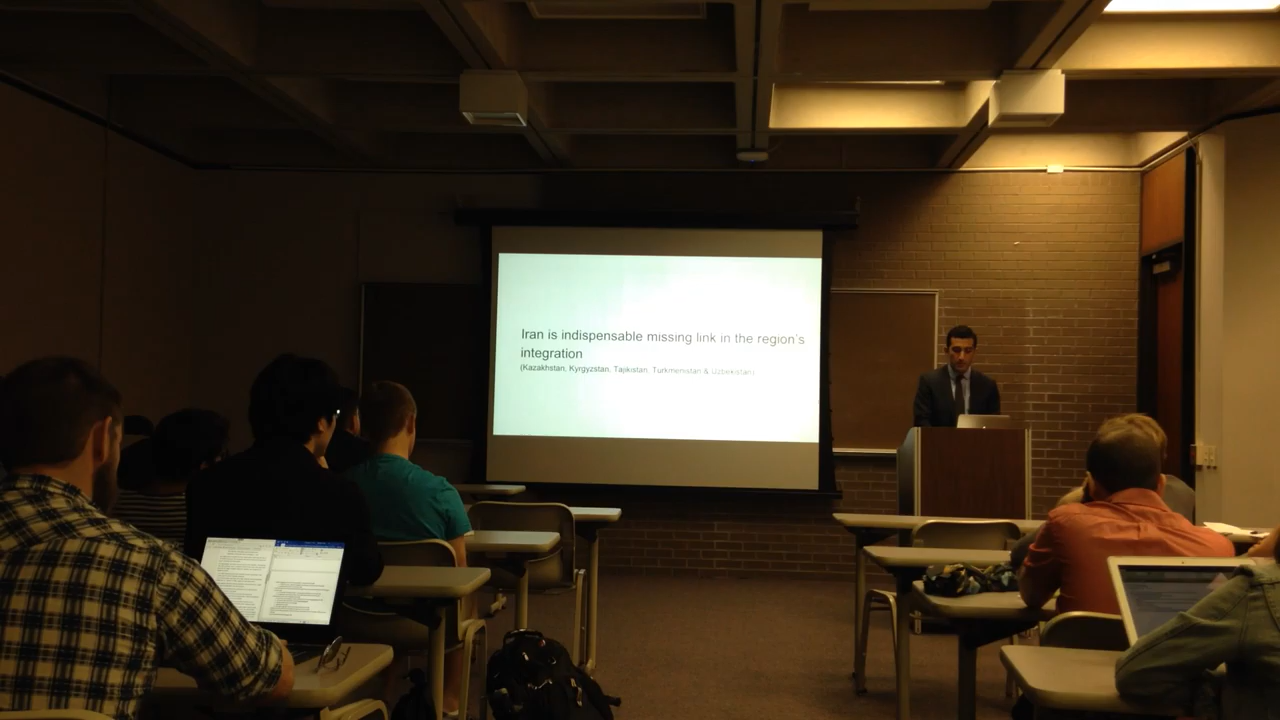 Iran is indispensable missing link in the region's
integration
(Kazakhstan, Kyrgyzstan, Tajikistan, Turkmenistan & Uzbekistan)